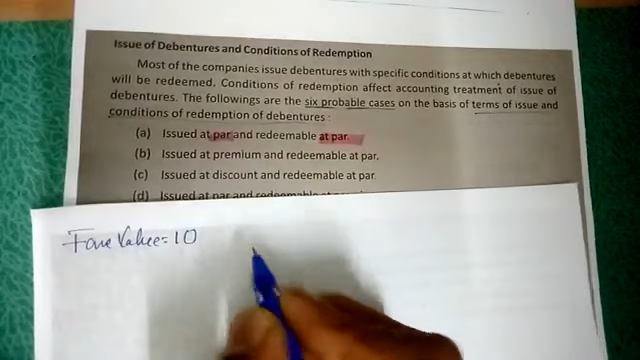 Issue of Debentures and Conditions of Redemption
Most of the companies issue debentures with specific conditions at which debentures
will be redeemed. Conditions of redemption affect accounting treatment of issue of
debentures. The followings are the six probable cases on the basis of terms of issue and
conditions of redemption of debentures :
(a) Issued at par and redeemable at par.
(b) Issued at premium and redeemable at par.
(c) Issued at discount and redeemable at par.
(d) Issued at par and redeemable at
Face Value = 10